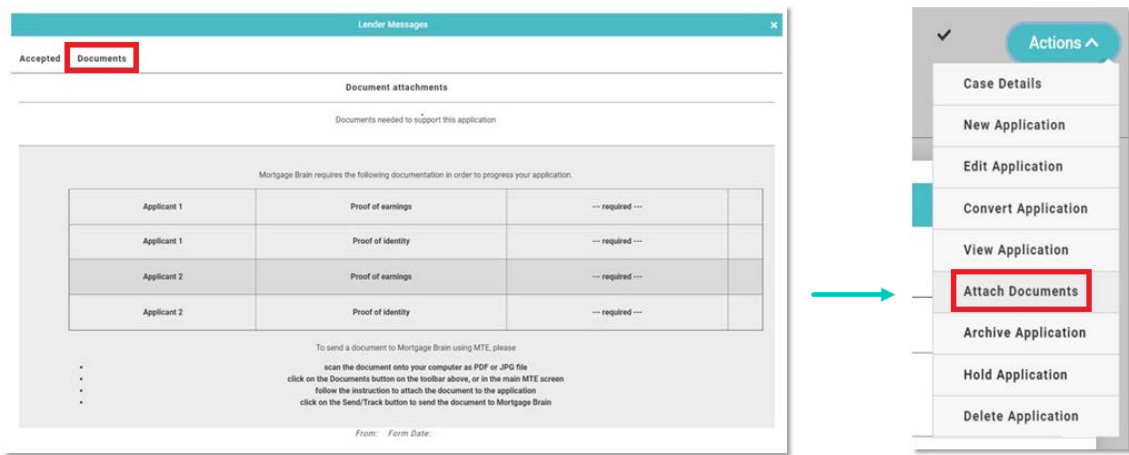 Lender Messages ×
Accepted Documents
Document attachments
Documents needed to support this application
Mortgage Brain requires the following documentation in order to progress your application.
Applicant 1 Proof of earnings --- required ---
Applicant 1 Proof of identity --- required ---
Applicant 2 Proof of earnings --- required ---
Applicant 2 Proof of identity --- required ---
To send a document to Mortgage Brain using MTE, please
• scan the document onto your computer as PDF or JPG file
• click on the Documents button on the toolbar above, or in the main MTE screen
• follow the instruction to attach the document to the application
• click on the Send/Track button to send the document to Mortgage Brain
From: Form Date:
Actions
Case Details
New Application
Edit Application
Convert Application
View Application
Attach Documents
Archive Application
Hold Application
Delete Application